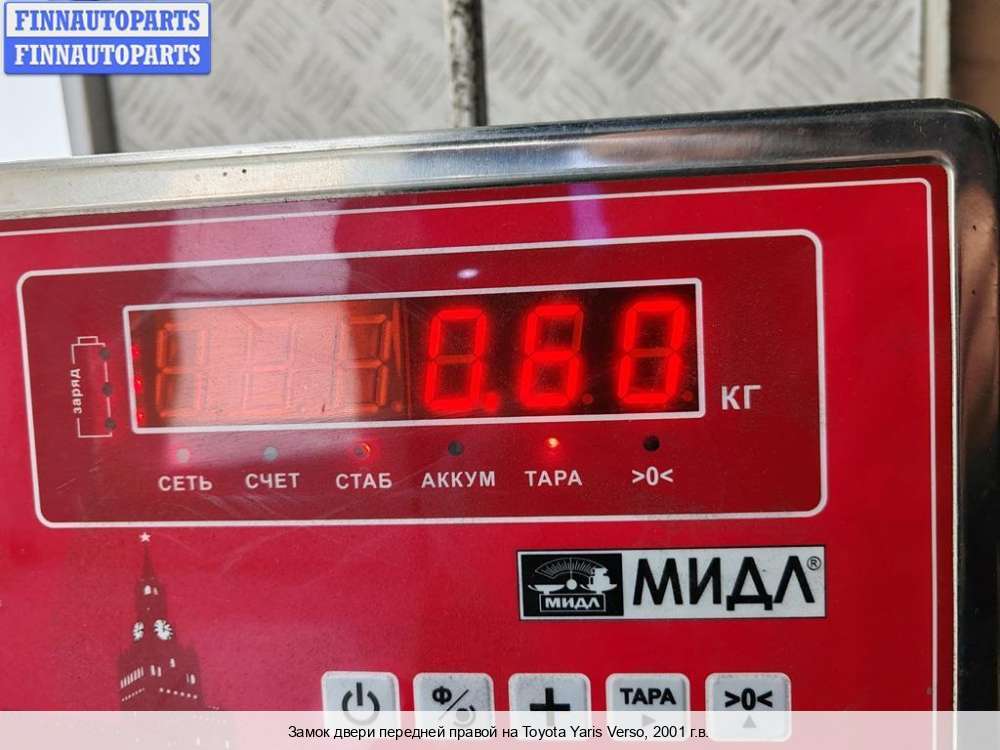 FINNAUTOPARTS
FINNAUTOPARTS
заряд
0.60 КГ
СЕТЬ СЧЕТ СТАБ АККУМ ТАРА >0<
МИДЛ МИДЛ®
Ф/ + ТАРА >0<
Замок двери передней правой на Toyota Yaris Verso, 2001 г.в.